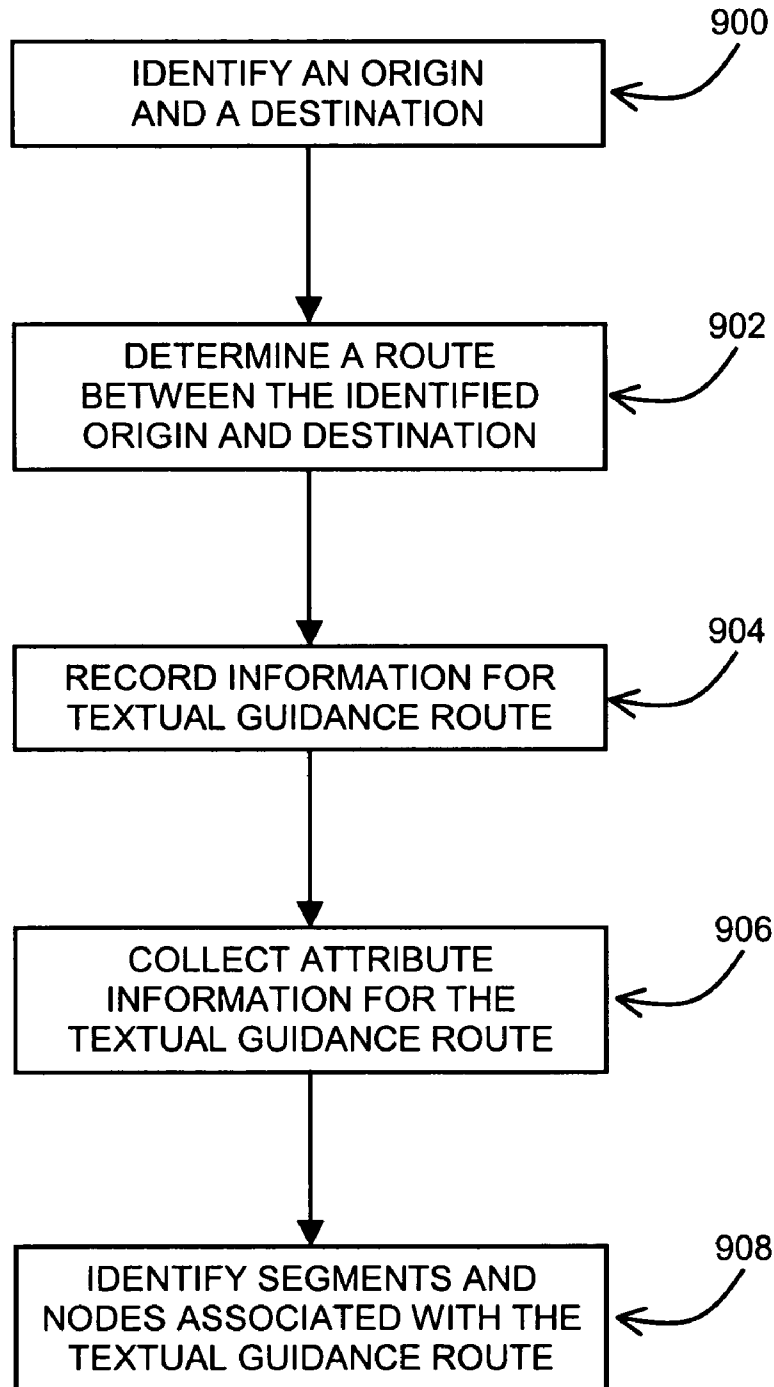 900
IDENTIFY AN ORIGIN
AND A DESTINATION
902
DETERMINE A ROUTE
BETWEEN THE IDENTIFIED
ORIGIN AND DESTINATION
904
RECORD INFORMATION FOR
TEXTUAL GUIDANCE ROUTE
906
COLLECT ATTRIBUTE
INFORMATION FOR THE
TEXTUAL GUIDANCE ROUTE
908
IDENTIFY SEGMENTS AND
NODES ASSOCIATED WITH THE
TEXTUAL GUIDANCE ROUTE